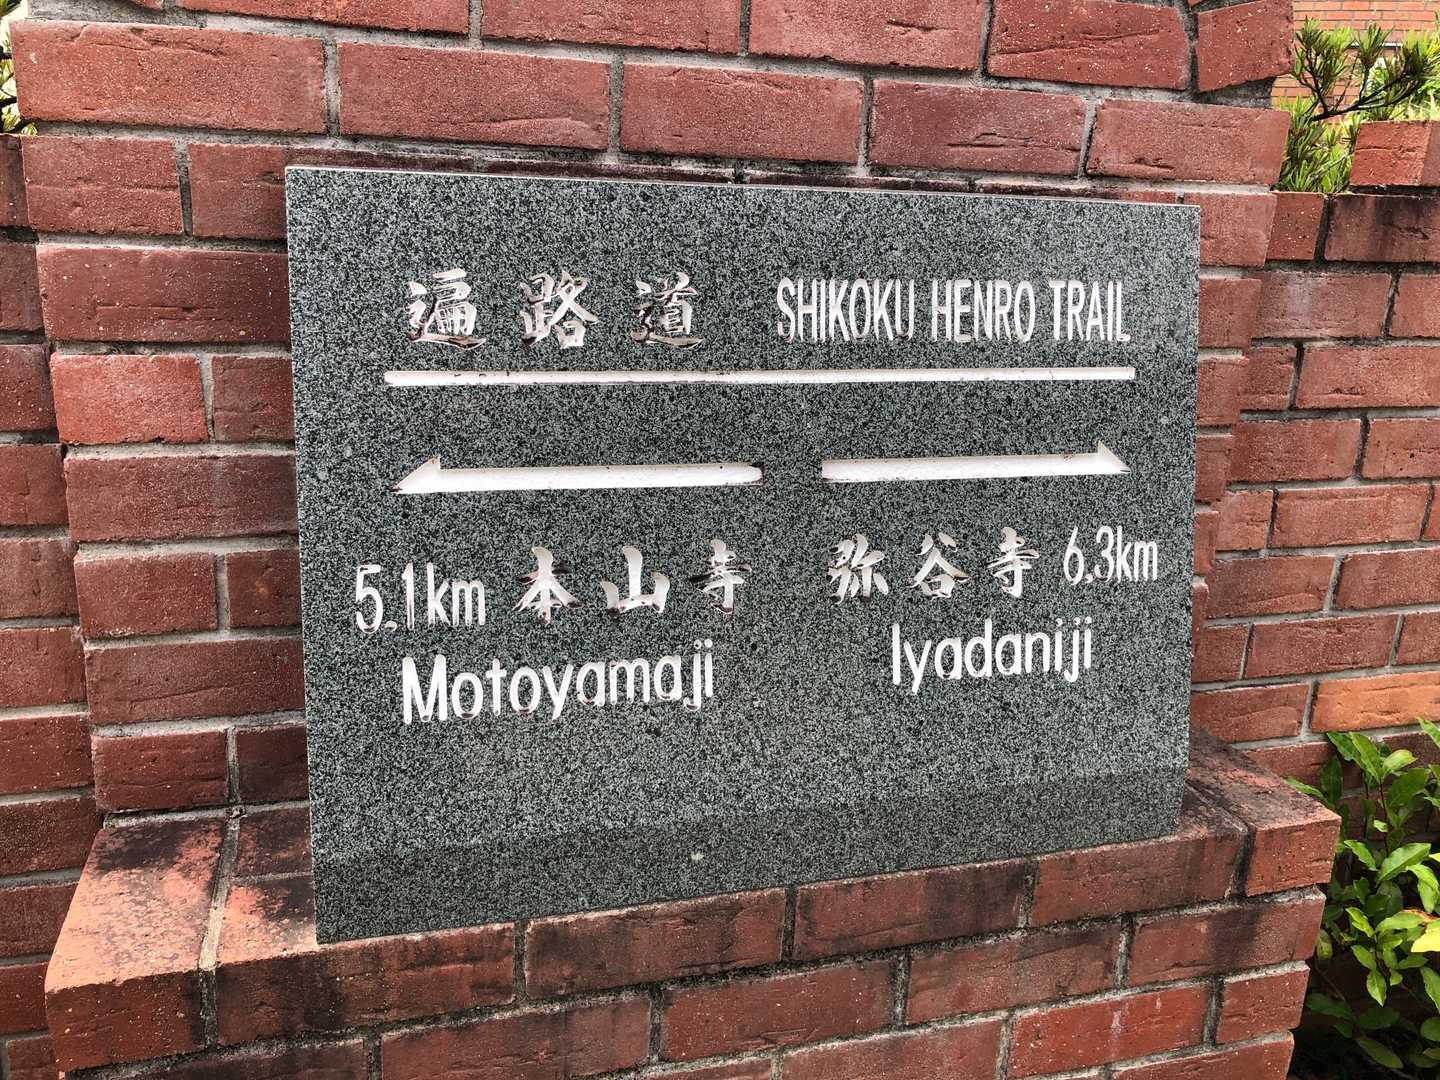 遍路道 SHIKOKU HENRO TRAIL
5.1km 本山寺 弥谷寺 6.3km
Motoyamaji Iyadaniji